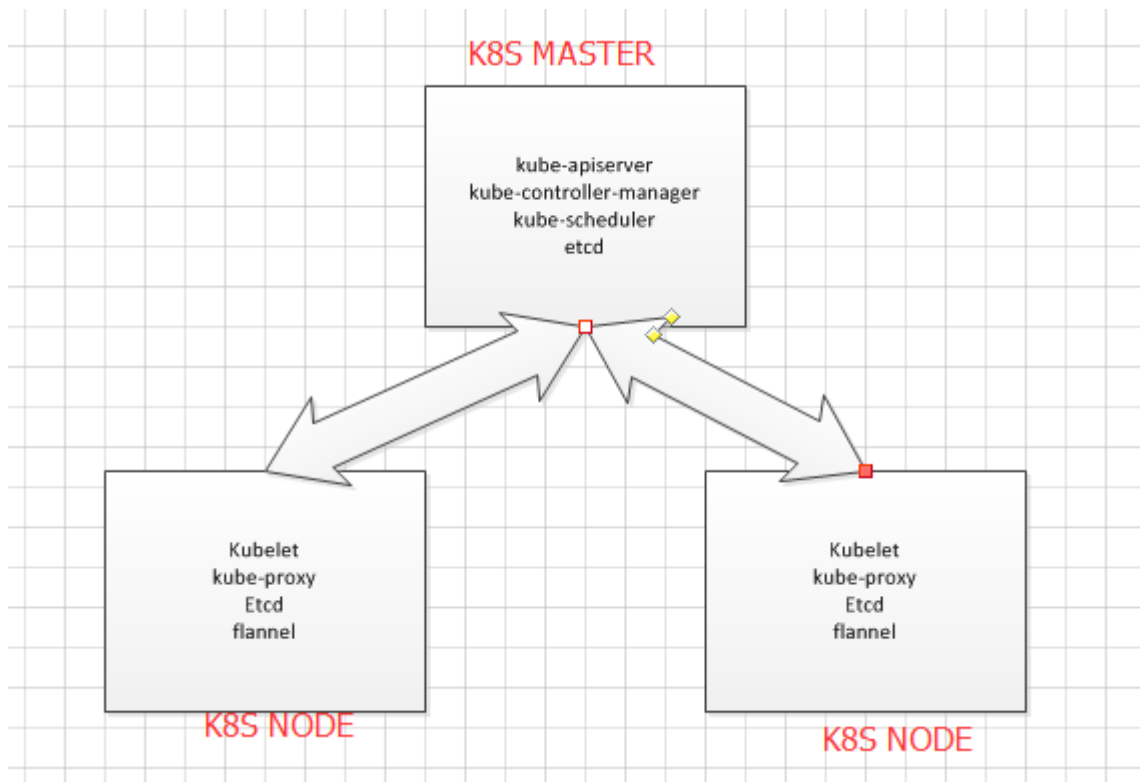 K8S MASTER
kube-apiserver
kube-controller-manager
kube-scheduler
etcd
Kubelet
kube-proxy
Etcd
flannel
K8S NODE
Kubelet
kube-proxy
Etcd
flannel
K8S NODE